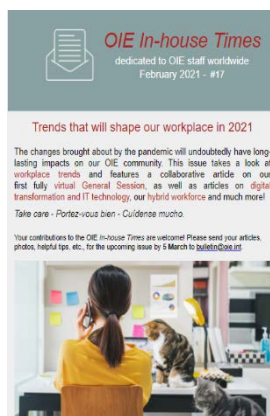 OIE In-house Times
dedicated to OIE staff worldwide
February 2021 - #17
Trends that will shape our workplace in 2021
The changes brought about by the pandemic will undoubtedly have long-
lasting impacts on our OIE community. This issue takes a look at
workplace trends and features a collaborative article on our
first fully virtual General Session, as well as articles on digital
transformation and IT technology, our hybrid workforce and much more!
Take care - Portez-vous bien - Cuídense mucho.
Your contributions to the OIE In-house Times are welcome! Please send your articles,
photos, helpful tips, etc., for the upcoming issue by 5 March to bulletin@oie.int.